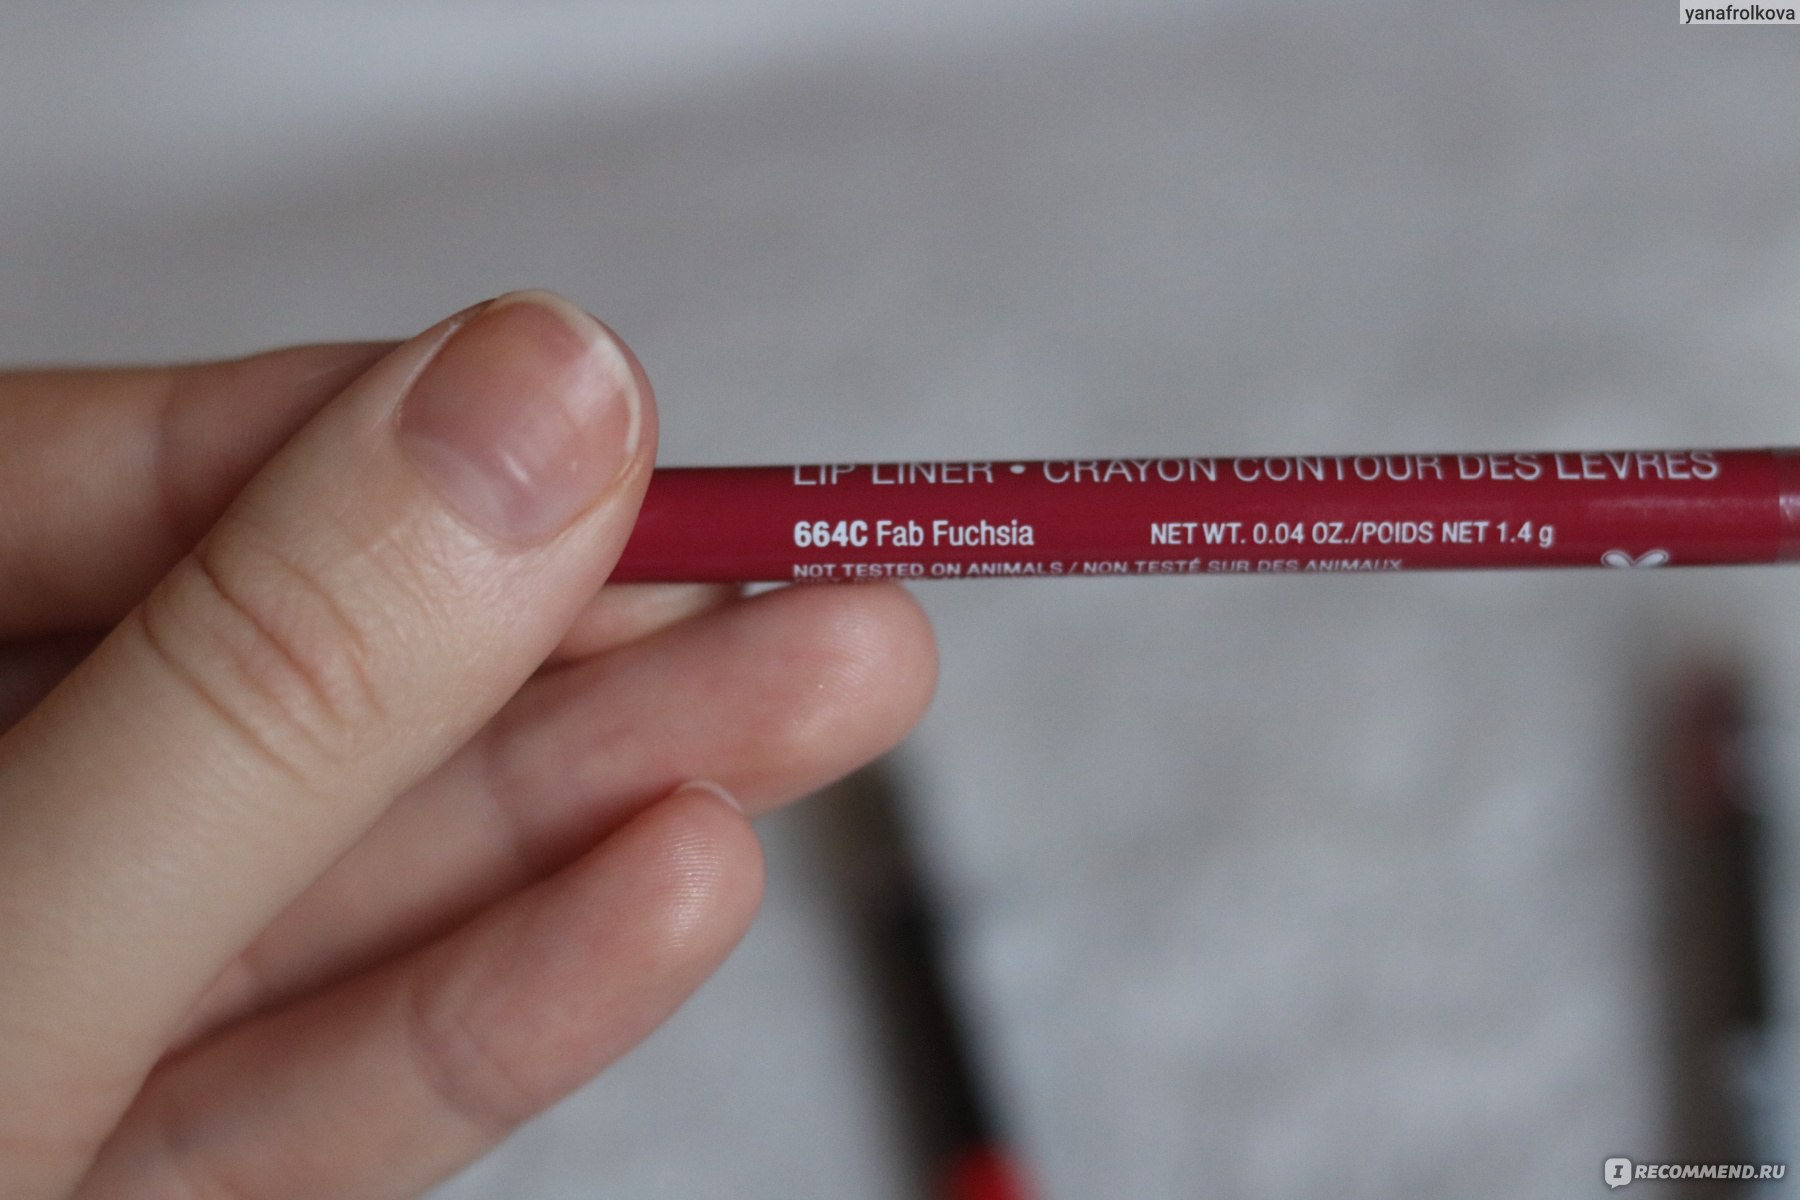 yanafrolkova
LIP LINER • CRAYON CONTOUR DES LÈVRES
664C Fab Fuchsia NET WT. 0.04 OZ./POIDS NET 1.4 g
NOT TESTED ON ANIMALS / NON TESTÉ SUR DES ANIMAUX
I RECOMMEND.RU